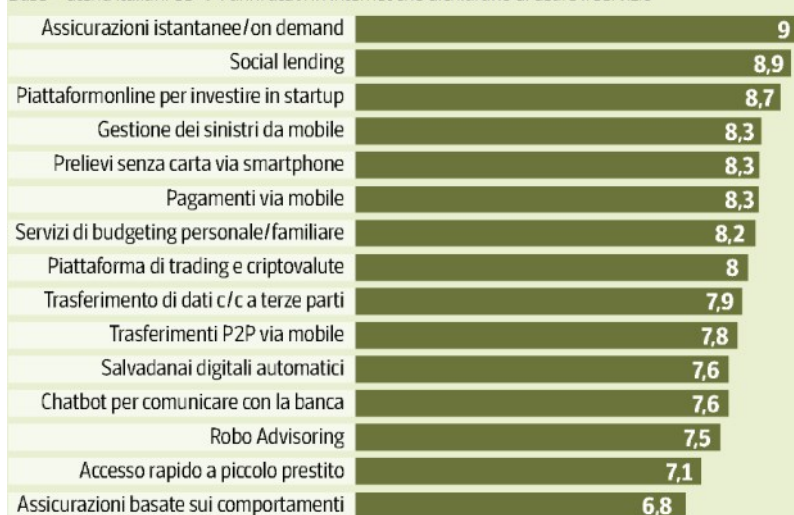 Assicurazioni istantanee/on demand 9
Social lending 8,9
Piattaformonline per investire in startup 8,7
Gestione dei sinistri da mobile 8,3
Prelievi senza carta via smartphone 8,3
Pagamenti via mobile 8,3
Servizi di budgeting personale/familiare 8,2
Piattaforma di trading e criptovalute 8
Trasferimento di dati c/c a terze parti 7,9
Trasferimenti P2P via mobile 7,8
Salvadanai digitali automatici 7,6
Chatbot per comunicare con la banca 7,6
Robo Advisoring 7,5
Accesso rapido a piccolo prestito 7,1
Assicurazioni basate sui comportamenti 6,8